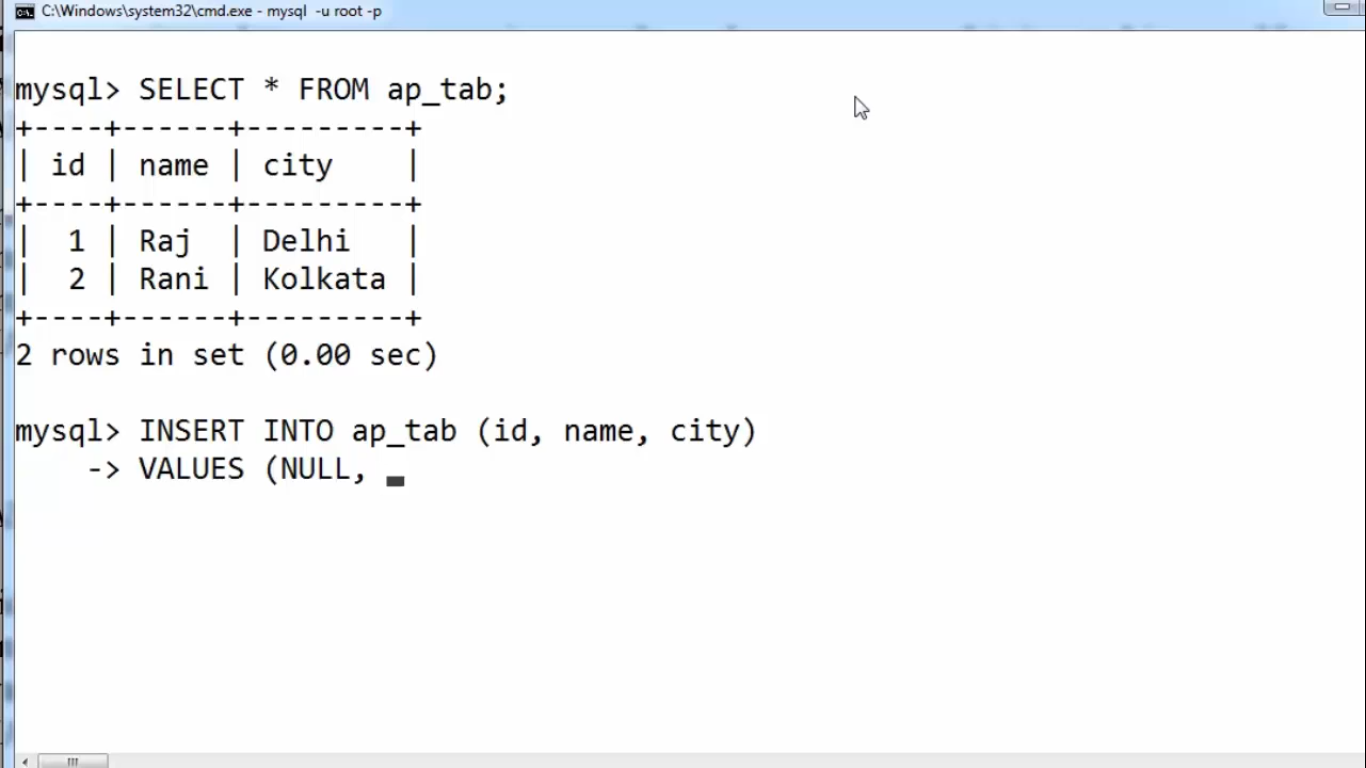 C:\Windows\system32\cmd.exe - mysql  -u root -p
mysql> SELECT * FROM ap_tab;
+----+------+---------+
| id | name | city    |
+----+------+---------+
|  1 | Raj  | Delhi   |
|  2 | Rani | Kolkata |
+----+------+---------+
2 rows in set (0.00 sec)
mysql> INSERT INTO ap_tab (id, name, city)
    -> VALUES (NULL,